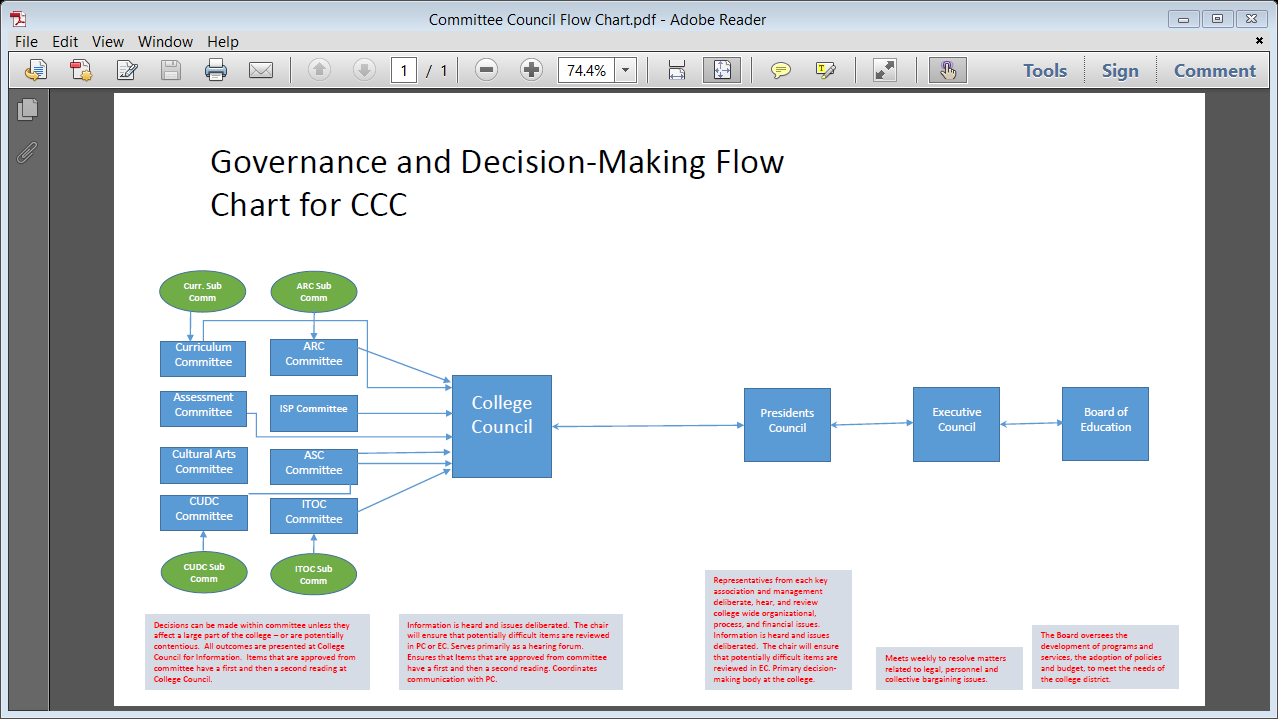 Committee Council Flow Chart.pdf - Adobe Reader
File Edit View Window Help
1 / 1 74.4% Tools Sign Comment
Governance and Decision-Making Flow
Chart for CCC
Curr. Sub
Comm
ARC Sub
Comm
Curriculum
Committee
ARC
Committee
Assessment
Committee
ISP Committee
Cultural Arts
Committee
ASC
Committee
CUDC
Committee
ITOC
Committee
CUDC Sub
Comm
ITOC Sub
Comm
College
Council
Presidents
Council
Executive
Council
Board of
Education
Decisions can be made within committee unless they
affect a large part of the college – or are potentially
contentious. All outcomes are presented at College
Council for Information. Items that are approved from
committee have a first and then a second reading at
College Council.
Information is heard and issues deliberated. The chair
will ensure that potentially difficult items are reviewed
in PC or EC. Serves primarily as a hearing forum.
Ensures that Items that are approved from committee
have a first and then a second reading. Coordinates
communication with PC.
Representatives from each key
association and management
deliberate, hear, and review
college wide organizational,
process, and financial issues.
Information is heard and issues
deliberated. The chair will ensure
that potentially difficult items are
reviewed in EC. Primary decision-
making body at the college.
Meets weekly to resolve matters
related to legal, personnel and
collective bargaining issues.
The Board oversees the
development of programs and
services, the adoption of policies
and budget, to meet the needs of
the college district.